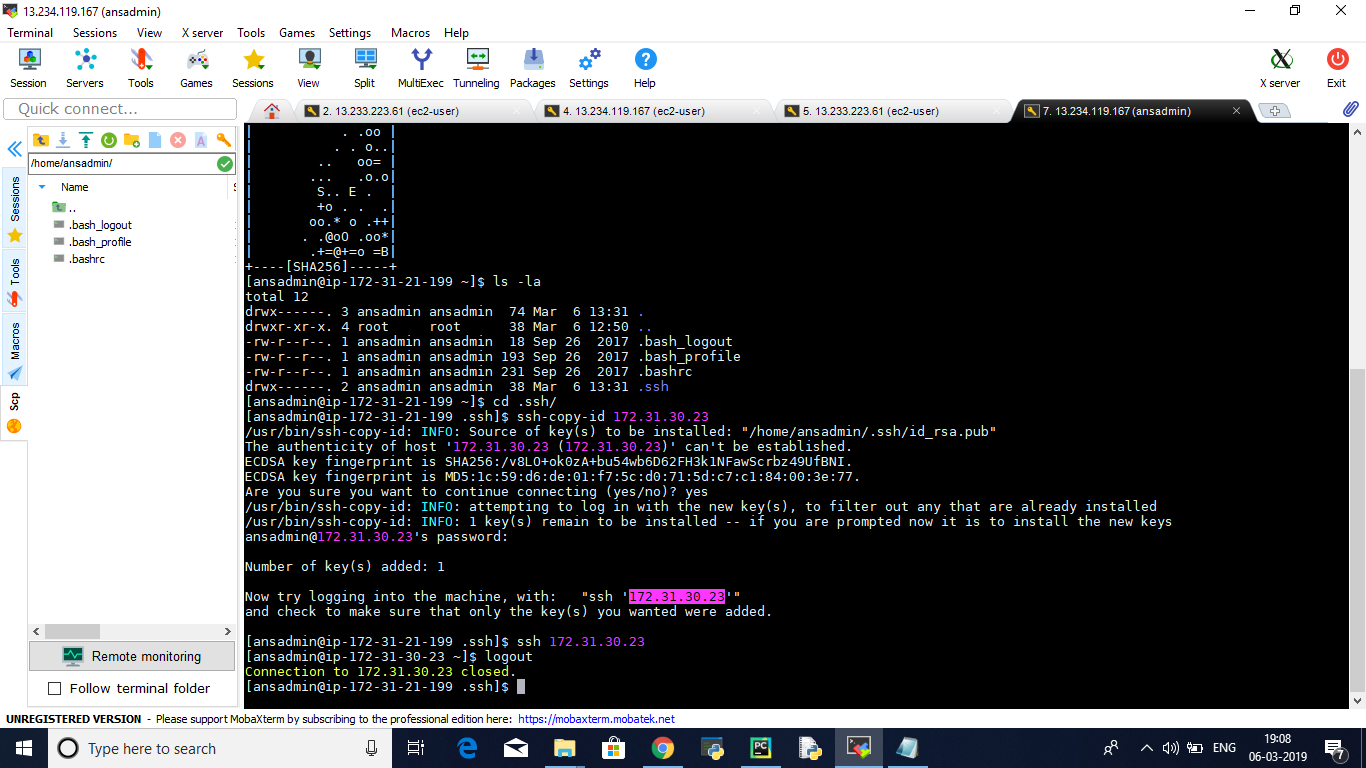 13.234.119.167 (ansadmin)
Terminal Sessions View X server Tools Games Settings Macros Help
Session Servers Tools Games Sessions View Split MultiExec Tunneling Packages Settings Help X server Exit
Quick connect...
2. 13.233.223.61 (ec2-user)
4. 13.234.119.167 (ec2-user)
5. 13.233.223.61 (ec2-user)
7. 13.234.119.167 (ansadmin)
/home/ansadmin/
Name
..
.bash_logout
.bash_profile
.bashrc
Sessions
Tools
Macros
Scp
Remote monitoring
Follow terminal folder
|           . .oo |
|          . . o..|
|        ..   oo= |
|       ...   .o.o|
|        S.. E .  |
|        +o . .  .|
|       oo.* o .++|
|      . .@oO .oo*|
|       .+=@+=o =B|
+----[SHA256]-----+
[ansadmin@ip-172-31-21-199 ~]$ ls -la
total 12
drwx------. 3 ansadmin ansadmin  74 Mar  6 13:31 .
drwxr-xr-x. 4 root     root      38 Mar  6 12:50 ..
-rw-r--r--. 1 ansadmin ansadmin  18 Sep 26  2017 .bash_logout
-rw-r--r--. 1 ansadmin ansadmin 193 Sep 26  2017 .bash_profile
-rw-r--r--. 1 ansadmin ansadmin 231 Sep 26  2017 .bashrc
drwx------. 2 ansadmin ansadmin  38 Mar  6 13:31 .ssh
[ansadmin@ip-172-31-21-199 ~]$ cd .ssh/
[ansadmin@ip-172-31-21-199 .ssh]$ ssh-copy-id 172.31.30.23
/usr/bin/ssh-copy-id: INFO: Source of key(s) to be installed: "/home/ansadmin/.ssh/id_rsa.pub"
The authenticity of host '172.31.30.23 (172.31.30.23)' can't be established.
ECDSA key fingerprint is SHA256:/v8LO+ok0zA+bu54wb6D62FH3k1NFawScrbz49UfBNI.
ECDSA key fingerprint is MD5:1c:59:d6:de:01:f7:5c:d0:71:5d:c7:c1:84:00:3e:77.
Are you sure you want to continue connecting (yes/no)? yes
/usr/bin/ssh-copy-id: INFO: attempting to log in with the new key(s), to filter out any that are already installed
/usr/bin/ssh-copy-id: INFO: 1 key(s) remain to be installed -- if you are prompted now it is to install the new keys
ansadmin@172.31.30.23's password:
Number of key(s) added: 1
Now try logging into the machine, with:   "ssh '172.31.30.23'"
and check to make sure that only the key(s) you wanted were added.
[ansadmin@ip-172-31-21-199 .ssh]$ ssh 172.31.30.23
[ansadmin@ip-172-31-30-23 ~]$ logout
Connection to 172.31.30.23 closed.
[ansadmin@ip-172-31-21-199 .ssh]$
UNREGISTERED VERSION - Please support MobaXterm by subscribing to the professional edition here: https://mobaxterm.mobatek.net
Type here to search
ENG
19:08
06-03-2019
7